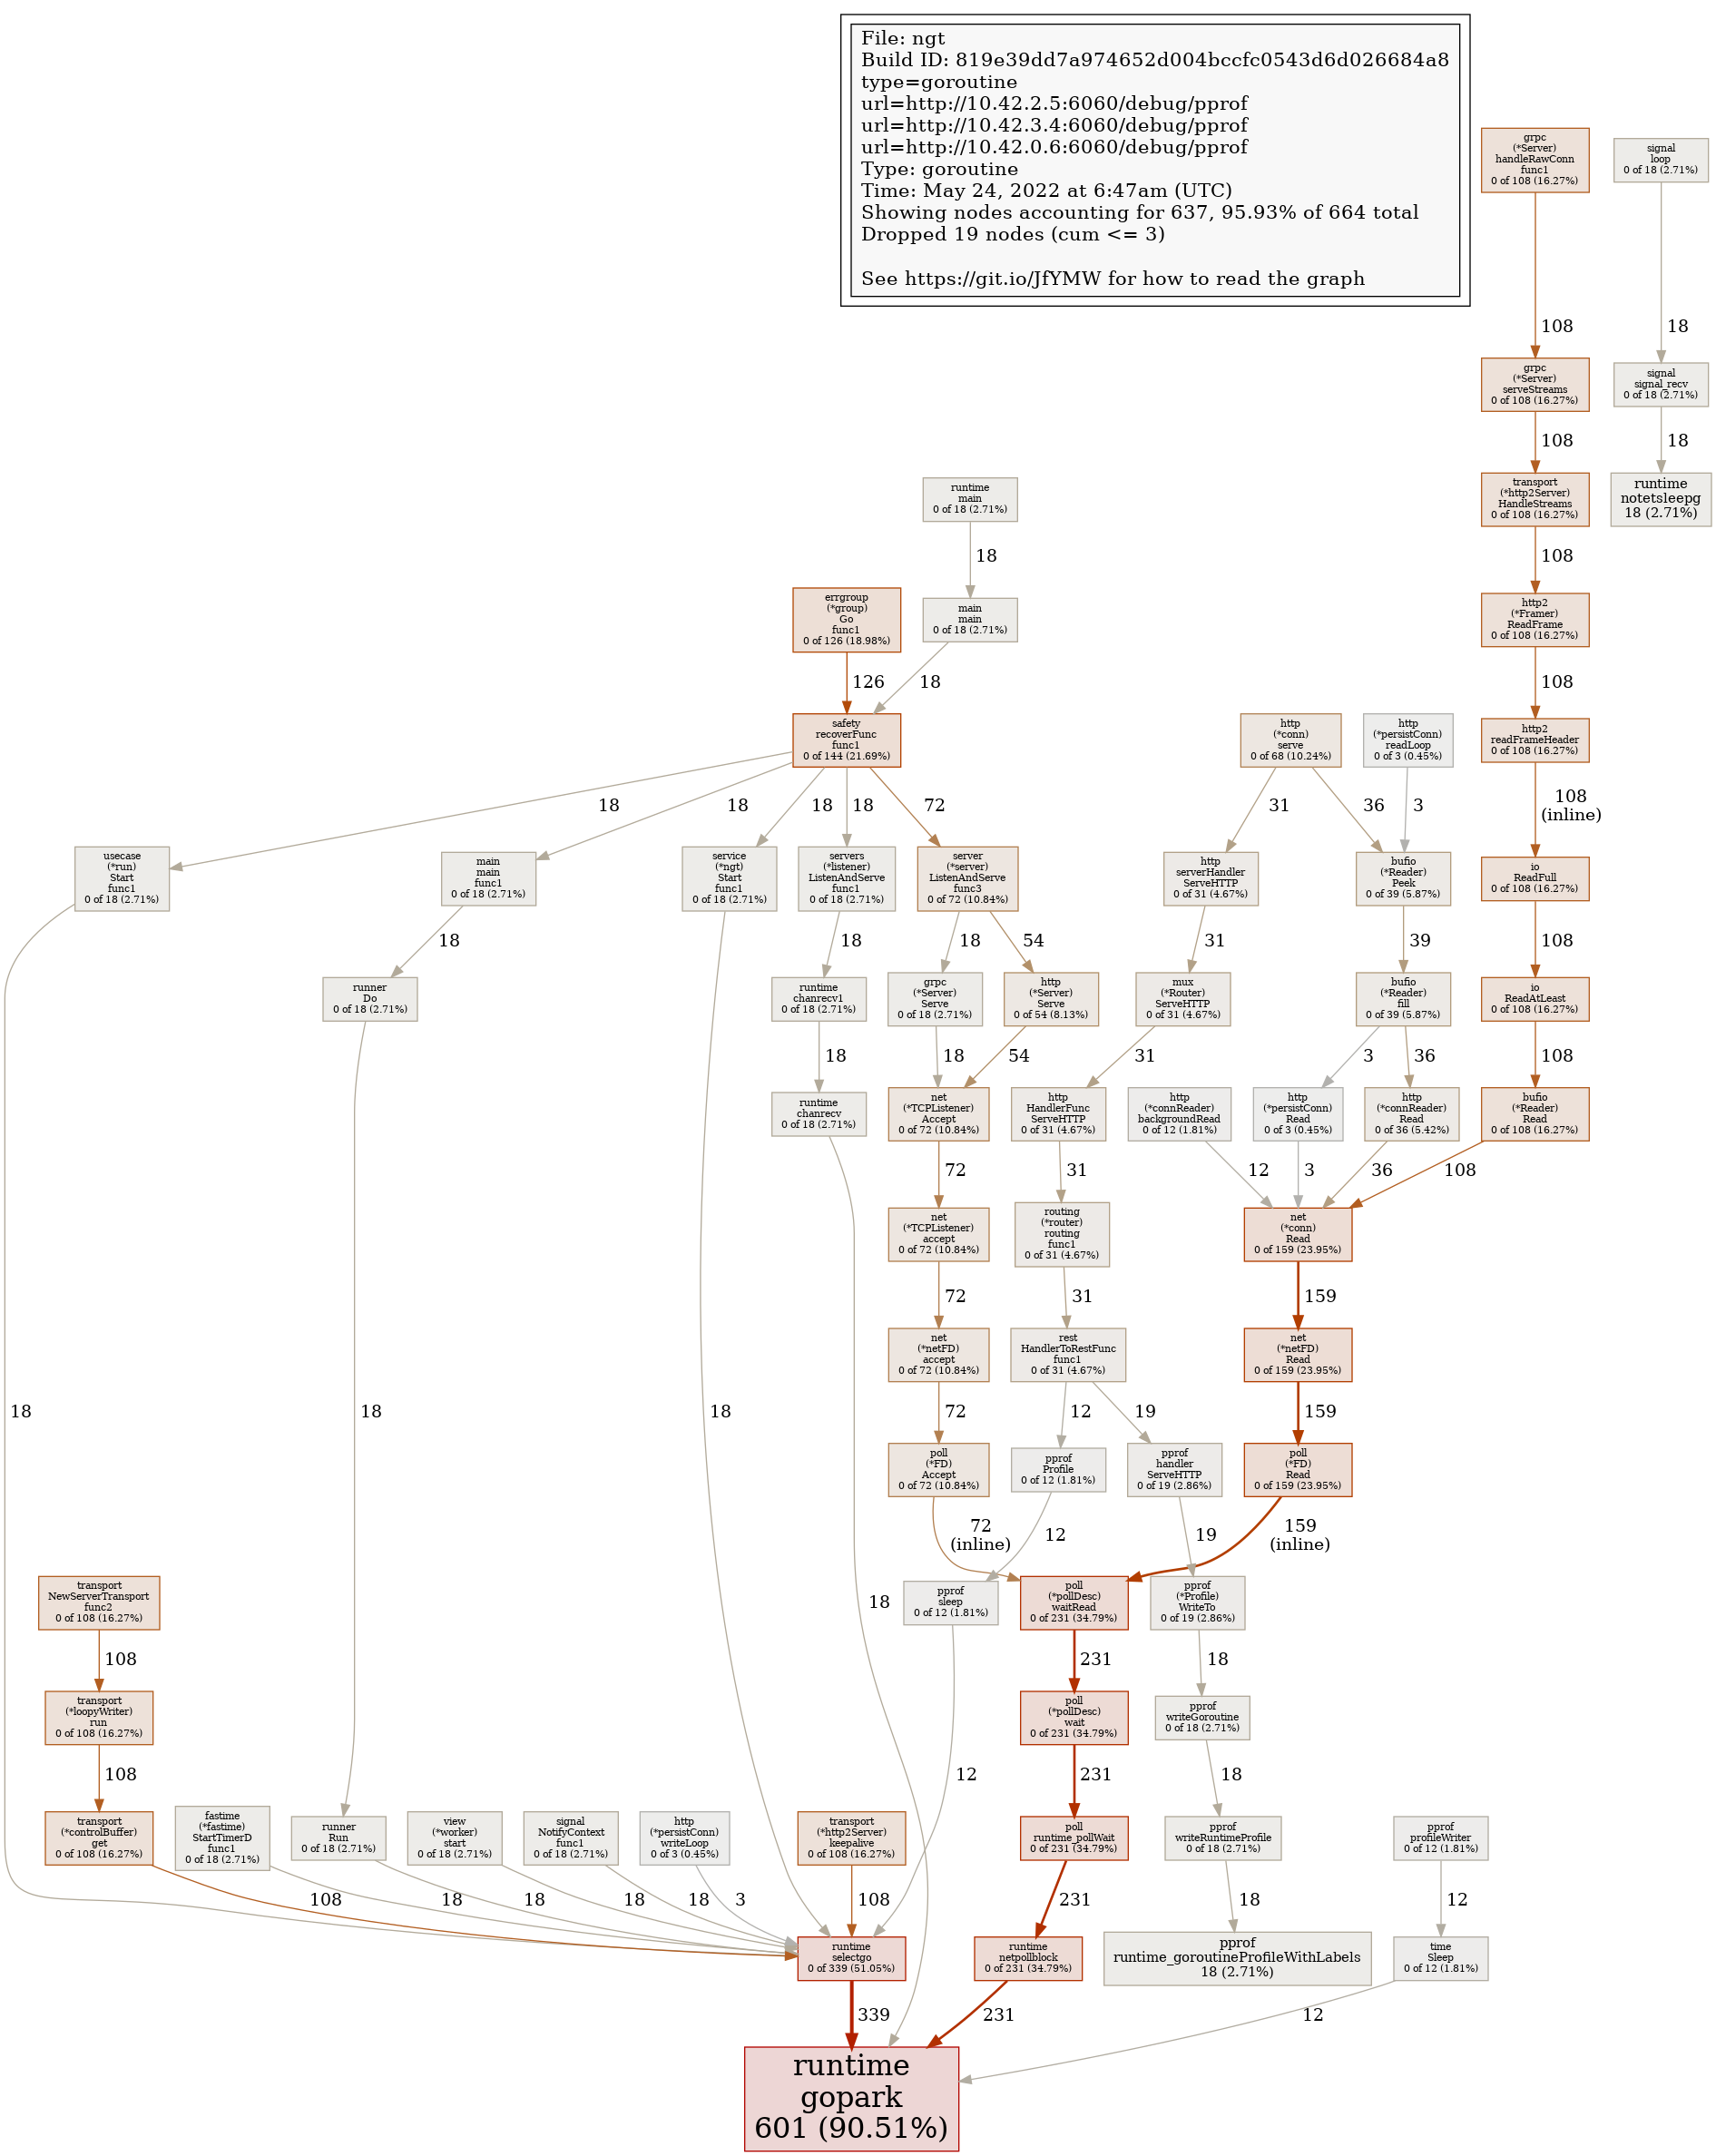 File: ngt
Build ID: 819e39dd7a974652d004bccfc0543d6d026684a8
type=goroutine
url=http://10.42.2.5:6060/debug/pprof
url=http://10.42.3.4:6060/debug/pprof
url=http://10.42.0.6:6060/debug/pprof
Type: goroutine
Time: May 24, 2022 at 6:47am (UTC)
Showing nodes accounting for 637, 95.93% of 664 total
Dropped 19 nodes (cum <= 3)
See https://git.io/JfYMW for how to read the graph
grpc
(*Server)
handleRawConn
func1
0 of 108 (16.27%)
signal
loop
0 of 18 (2.71%)
108
18
grpc
(*Server)
serveStreams
0 of 108 (16.27%)
signal
signal_recv
0 of 18 (2.71%)
108
18
transport
(*http2Server)
HandleStreams
0 of 108 (16.27%)
runtime
notetsleepg
18 (2.71%)
runtime
main
0 of 18 (2.71%)
18
108
errgroup
(*group)
Go
func1
0 of 126 (18.98%)
main
main
0 of 18 (2.71%)
http2
(*Framer)
ReadFrame
0 of 108 (16.27%)
126
18
108
safety
recoverFunc
func1
0 of 144 (21.69%)
http
(*conn)
serve
0 of 68 (10.24%)
http
(*persistConn)
readLoop
0 of 3 (0.45%)
http2
readFrameHeader
0 of 108 (16.27%)
18
18
18
18
72
31
36
3
108
(inline)
usecase
(*run)
Start
func1
0 of 18 (2.71%)
main
main
func1
0 of 18 (2.71%)
service
(*ngt)
Start
func1
0 of 18 (2.71%)
servers
(*listener)
ListenAndServe
func1
0 of 18 (2.71%)
server
(*server)
ListenAndServe
func3
0 of 72 (10.84%)
http
serverHandler
ServeHTTP
0 of 31 (4.67%)
bufio
(*Reader)
Peek
0 of 39 (5.87%)
io
ReadFull
0 of 108 (16.27%)
18
18
18
54
31
39
108
runner
Do
0 of 18 (2.71%)
runtime
chanrecv1
0 of 18 (2.71%)
grpc
(*Server)
Serve
0 of 18 (2.71%)
http
(*Server)
Serve
0 of 54 (8.13%)
mux
(*Router)
ServeHTTP
0 of 31 (4.67%)
bufio
(*Reader)
fill
0 of 39 (5.87%)
io
ReadAtLeast
0 of 108 (16.27%)
18
18
54
31
3
36
108
runtime
chanrecv
0 of 18 (2.71%)
net
(*TCPListener)
Accept
0 of 72 (10.84%)
http
HandlerFunc
ServeHTTP
0 of 31 (4.67%)
http
(*connReader)
backgroundRead
0 of 12 (1.81%)
http
(*persistConn)
Read
0 of 3 (0.45%)
http
(*connReader)
Read
0 of 36 (5.42%)
bufio
(*Reader)
Read
0 of 108 (16.27%)
72
31
12
3
36
108
net
(*TCPListener)
accept
0 of 72 (10.84%)
routing
(*router)
routing
func1
0 of 31 (4.67%)
net
(*conn)
Read
0 of 159 (23.95%)
72
31
159
net
(*netFD)
accept
0 of 72 (10.84%)
rest
HandlerToRestFunc
func1
0 of 31 (4.67%)
net
(*netFD)
Read
0 of 159 (23.95%)
18
18
18
72
12
19
159
poll
(*FD)
Accept
0 of 72 (10.84%)
pprof
Profile
0 of 12 (1.81%)
pprof
handler
ServeHTTP
0 of 19 (2.86%)
poll
(*FD)
Read
0 of 159 (23.95%)
72
(inline)
12
19
159
(inline)
transport
NewServerTransport
func2
0 of 108 (16.27%)
18
pprof
sleep
0 of 12 (1.81%)
poll
(*pollDesc)
waitRead
0 of 231 (34.79%)
pprof
(*Profile)
WriteTo
0 of 19 (2.86%)
108
231
18
transport
(*loopyWriter)
run
0 of 108 (16.27%)
poll
(*pollDesc)
wait
0 of 231 (34.79%)
pprof
writeGoroutine
0 of 18 (2.71%)
108
12
231
18
transport
(*controlBuffer)
get
0 of 108 (16.27%)
fastime
(*fastime)
StartTimerD
func1
0 of 18 (2.71%)
runner
Run
0 of 18 (2.71%)
view
(*worker)
start
0 of 18 (2.71%)
signal
NotifyContext
func1
0 of 18 (2.71%)
http
(*persistConn)
writeLoop
0 of 3 (0.45%)
transport
(*http2Server)
keepalive
0 of 108 (16.27%)
poll
runtime_pollWait
0 of 231 (34.79%)
pprof
writeRuntimeProfile
0 of 18 (2.71%)
pprof
profileWriter
0 of 12 (1.81%)
108
18
18
18
18
3
108
231
18
12
runtime
selectgo
0 of 339 (51.05%)
runtime
netpollblock
0 of 231 (34.79%)
pprof
runtime_goroutineProfileWithLabels
18 (2.71%)
time
Sleep
0 of 12 (1.81%)
339
231
12
runtime
gopark
601 (90.51%)